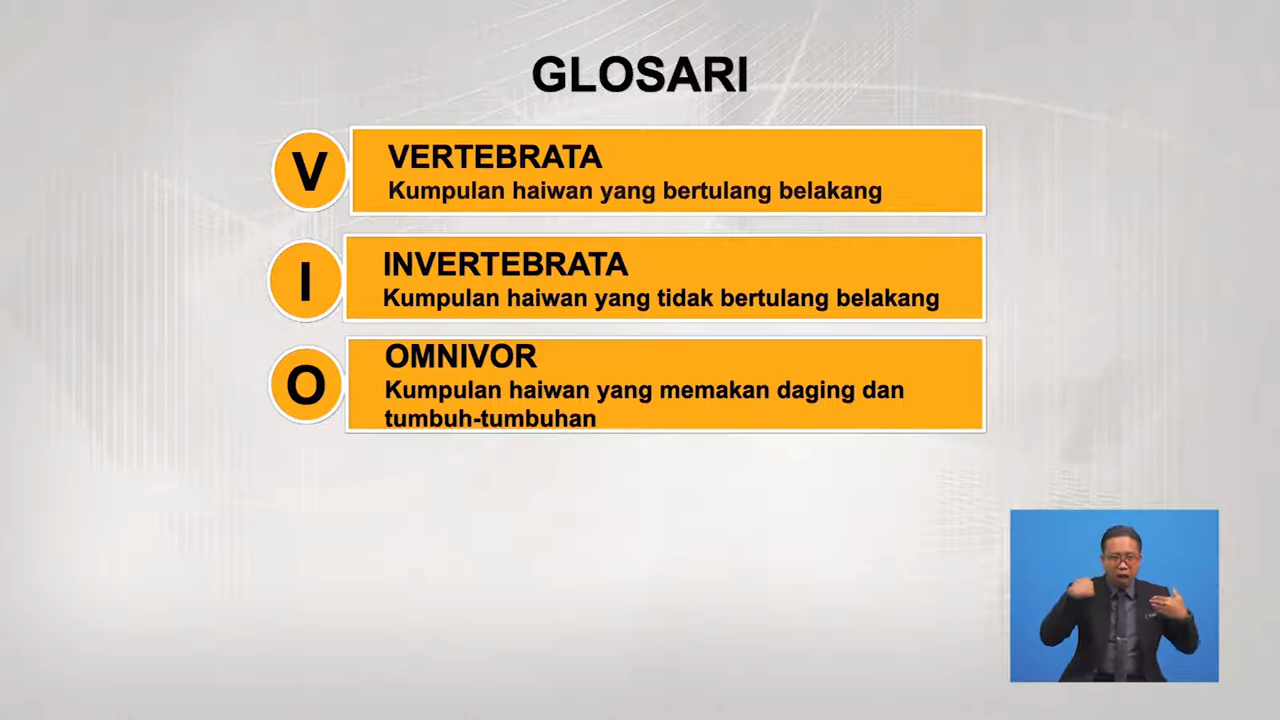 GLOSARI
V
VERTEBRATA
Kumpulan haiwan yang bertulang belakang
I
INVERTEBRATA
Kumpulan haiwan yang tidak bertulang belakang
O
OMNIVOR
Kumpulan haiwan yang memakan daging dan
tumbuh-tumbuhan